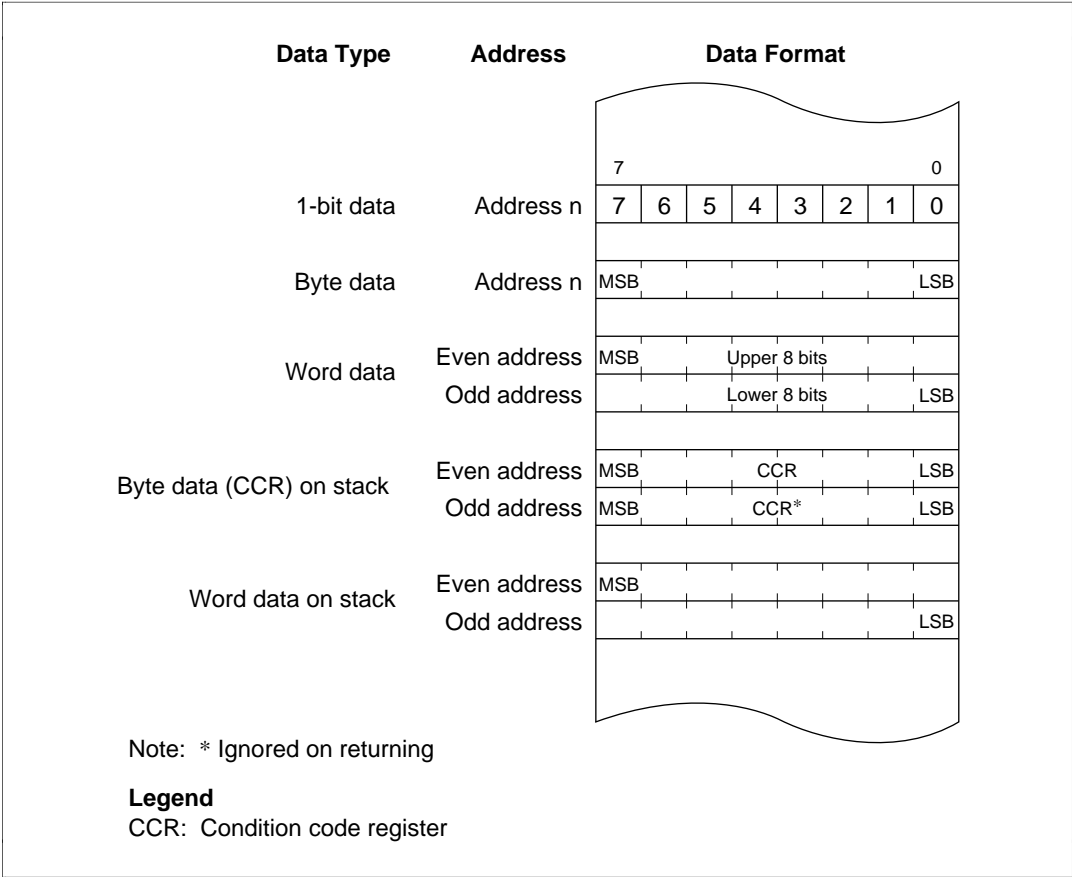 Data Type Address Data Format
7 0
1-bit data Address n 7 6 5 4 3 2 1 0
Byte data Address n MSB LSB
Word data
Even address MSB Upper 8 bits
Odd address Lower 8 bits LSB
Byte data (CCR) on stack
Even address MSB CCR LSB
Odd address MSB CCR* LSB
Word data on stack
Even address MSB
Odd address LSB
Note: * Ignored on returning
Legend
CCR: Condition code register